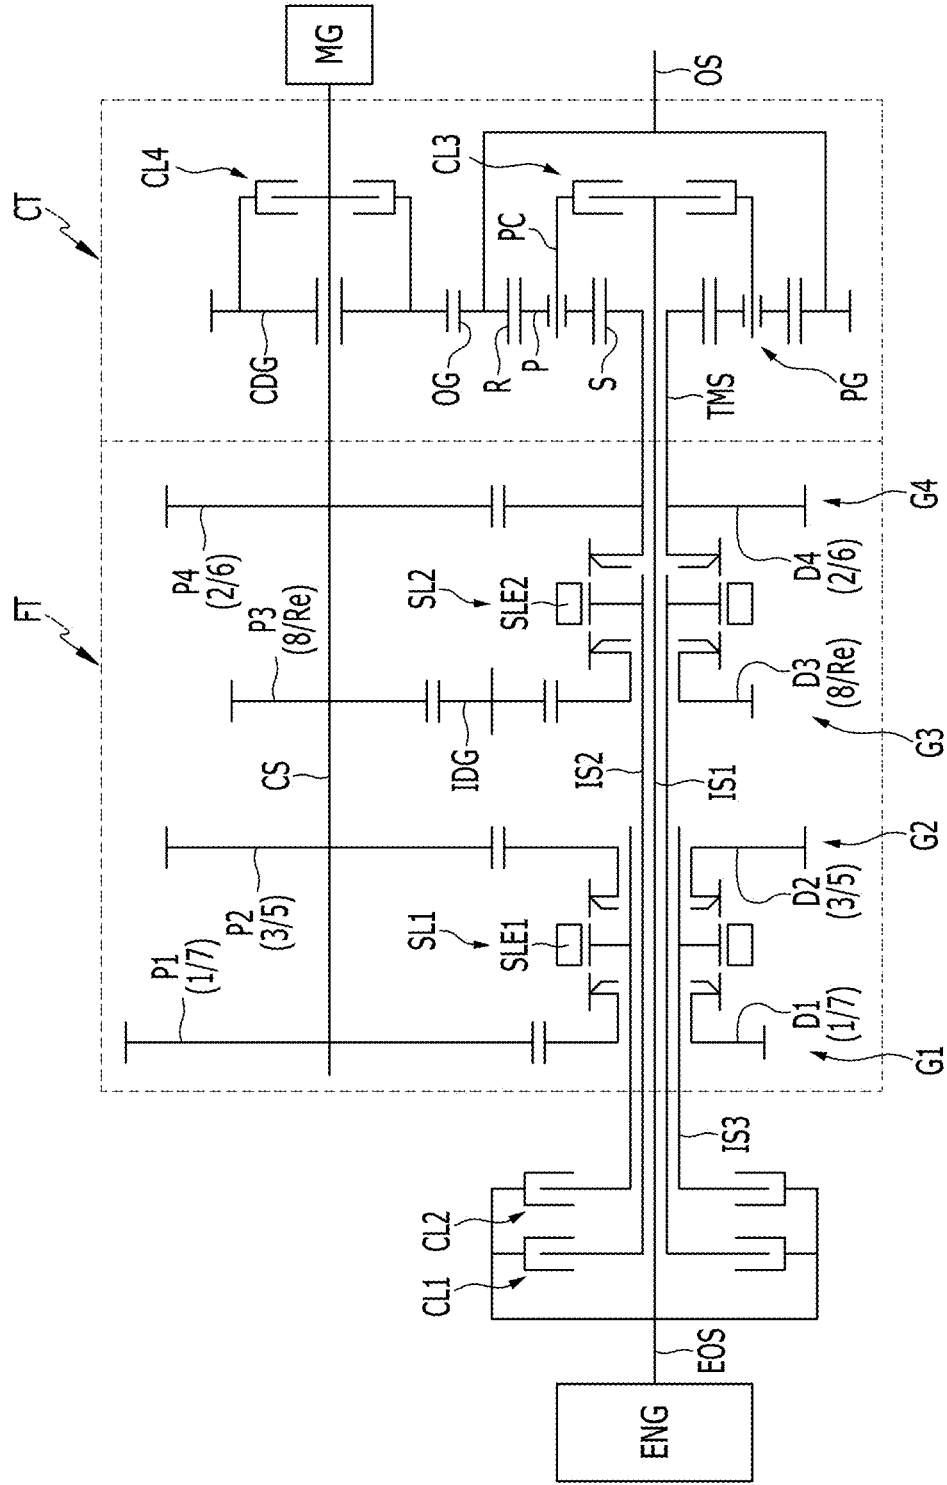 FT
CT
P1
(1/7)
P2
(3/5)
CS
P3
(8/Re)
P4
(2/6)
CDG
CL4
MG
CL1
CL2
SL1
SLE1
IDG
SL2
SLE2
OG
R
P
S
PC
CL3
ENG
EOS
IS3
IS2
IS1
TMS
PG
OS
D1
(1/7)
D2
(3/5)
D3
(8/Re)
D4
(2/6)
G1
G2
G3
G4